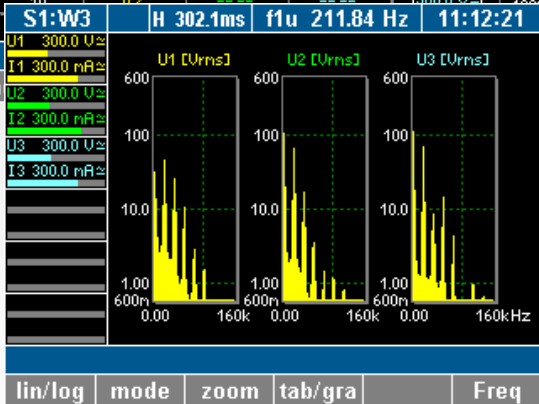 S1:W3 H 302.1ms f1u 211.84 Hz 11:12:21
U1 300.0 V≃
I1 300.0 mA≃
U2 300.0 V≃
I2 300.0 mA≃
U3 300.0 V≃
I3 300.0 mA≃
U1 [Vrms] U2 [Vrms] U3 [Vrms]
600 600 600
100 100 100
10.0 10.0 10.0
1.00 1.00 1.00
600m 600m 600m
0.00 160k 0.00 160k 0.00 160kHz
lin/log mode zoom tab/gra Freq